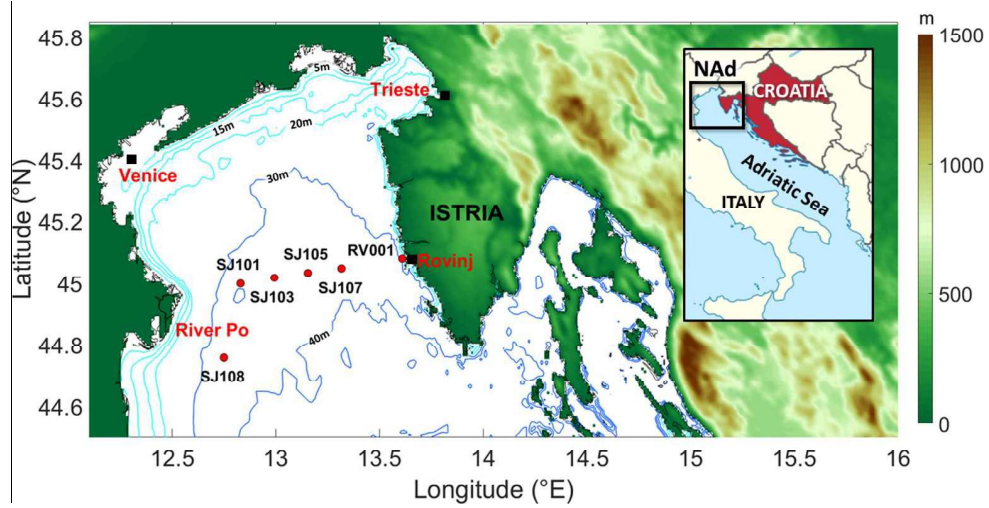 m
45.8
45.6
45.4
45.2
45
44.8
44.6
Latitude (°N)
12.5
13
13.5
14
14.5
15
15.5
16
Longitude (°E)
1500
1000
500
0
5m
15m
20m
30m
40m
Trieste
Venice
ISTRIA
Rovinj
River Po
SJ101
SJ103
SJ105
SJ107
RV001
SJ108
NAd
CROATIA
Adriatic Sea
ITALY